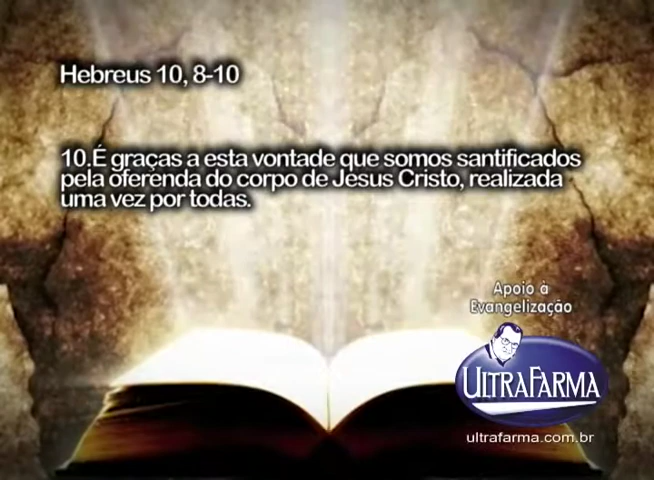 Hebreus 10, 8-10
10.É graças a esta vontade que somos santificados
pela oferenda do corpo de Jesus Cristo, realizada
uma vez por todas.
Apoio à
Evangelização
ULTRAFARMA
ultrafarma.com.br